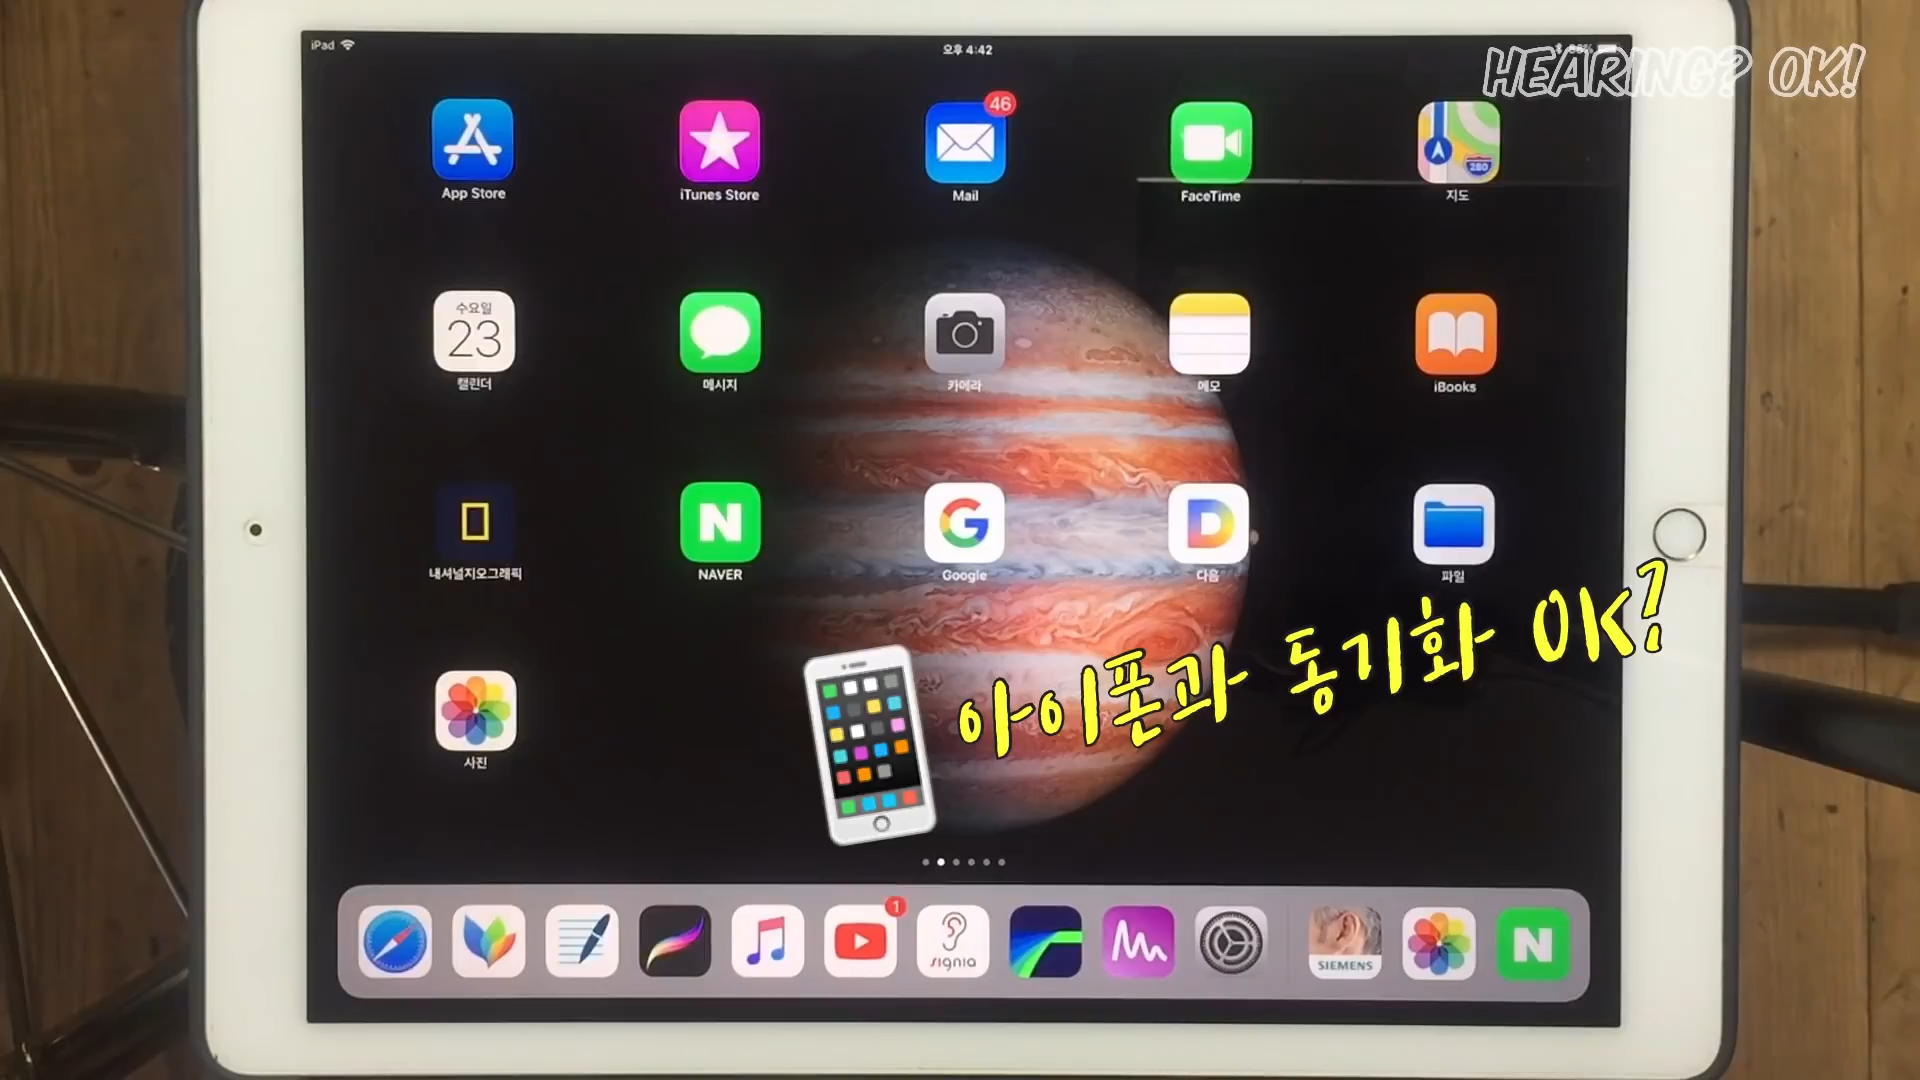 iPad
오후 4:42
HEARING? OK!
App Store
iTunes Store
46
Mail
FaceTime
280
지도
수요일
23
캘린더
메시지
카메라
메모
iBooks
내셔널지오그래픽
N
NAVER
G
Google
D
다음
파일
아이폰과 동기화 OK?
사진
1
signia
SIEMENS
N